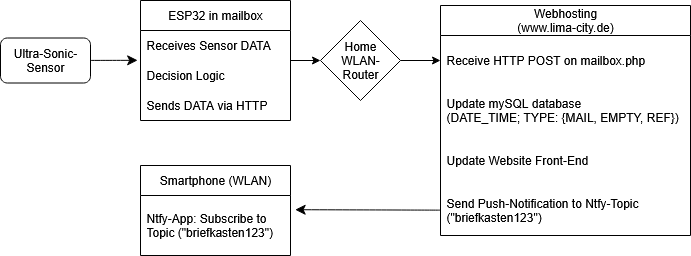 Ultra-Sonic-
Sensor
ESP32 in mailbox
Receives Sensor DATA
Decision Logic
Sends DATA via HTTP
Home
WLAN-
Router
Webhosting
(www.lima-city.de)
Receive HTTP POST on mailbox.php
Update mySQL database
(DATE_TIME; TYPE: {MAIL, EMPTY, REF})
Update Website Front-End
Send Push-Notification to Ntfy-Topic
("briefkasten123")
Smartphone (WLAN)
Ntfy-App: Subscribe to
Topic ("briefkasten123")